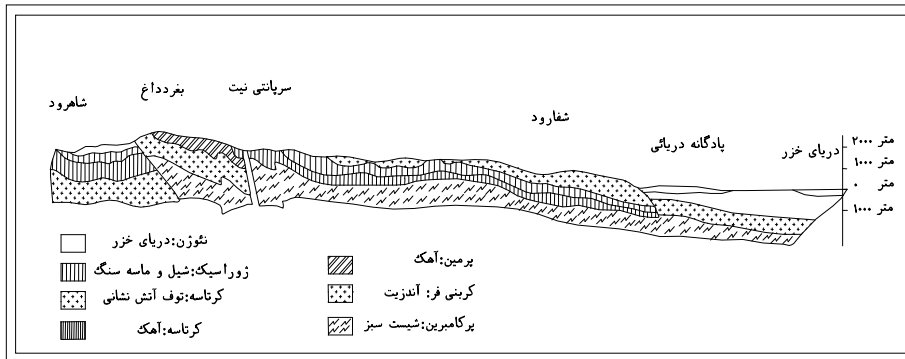 سرپانتی نیت
بفردداغ
شاهرود
شفارود
پادگانه دریائی
دریای خزر
۲۰۰۰ متر
۱۰۰۰ متر
۰ متر
۱۰۰۰ متر
نئوژن:دریای خزر
ژوراسیک:شیل و ماسه سنگ
کرتاسه:توف آتش نشانی
کرتاسه:آهک
پرمین:آهک
کربنی فر: آندزیت
پرکامبرین:شیست سبز